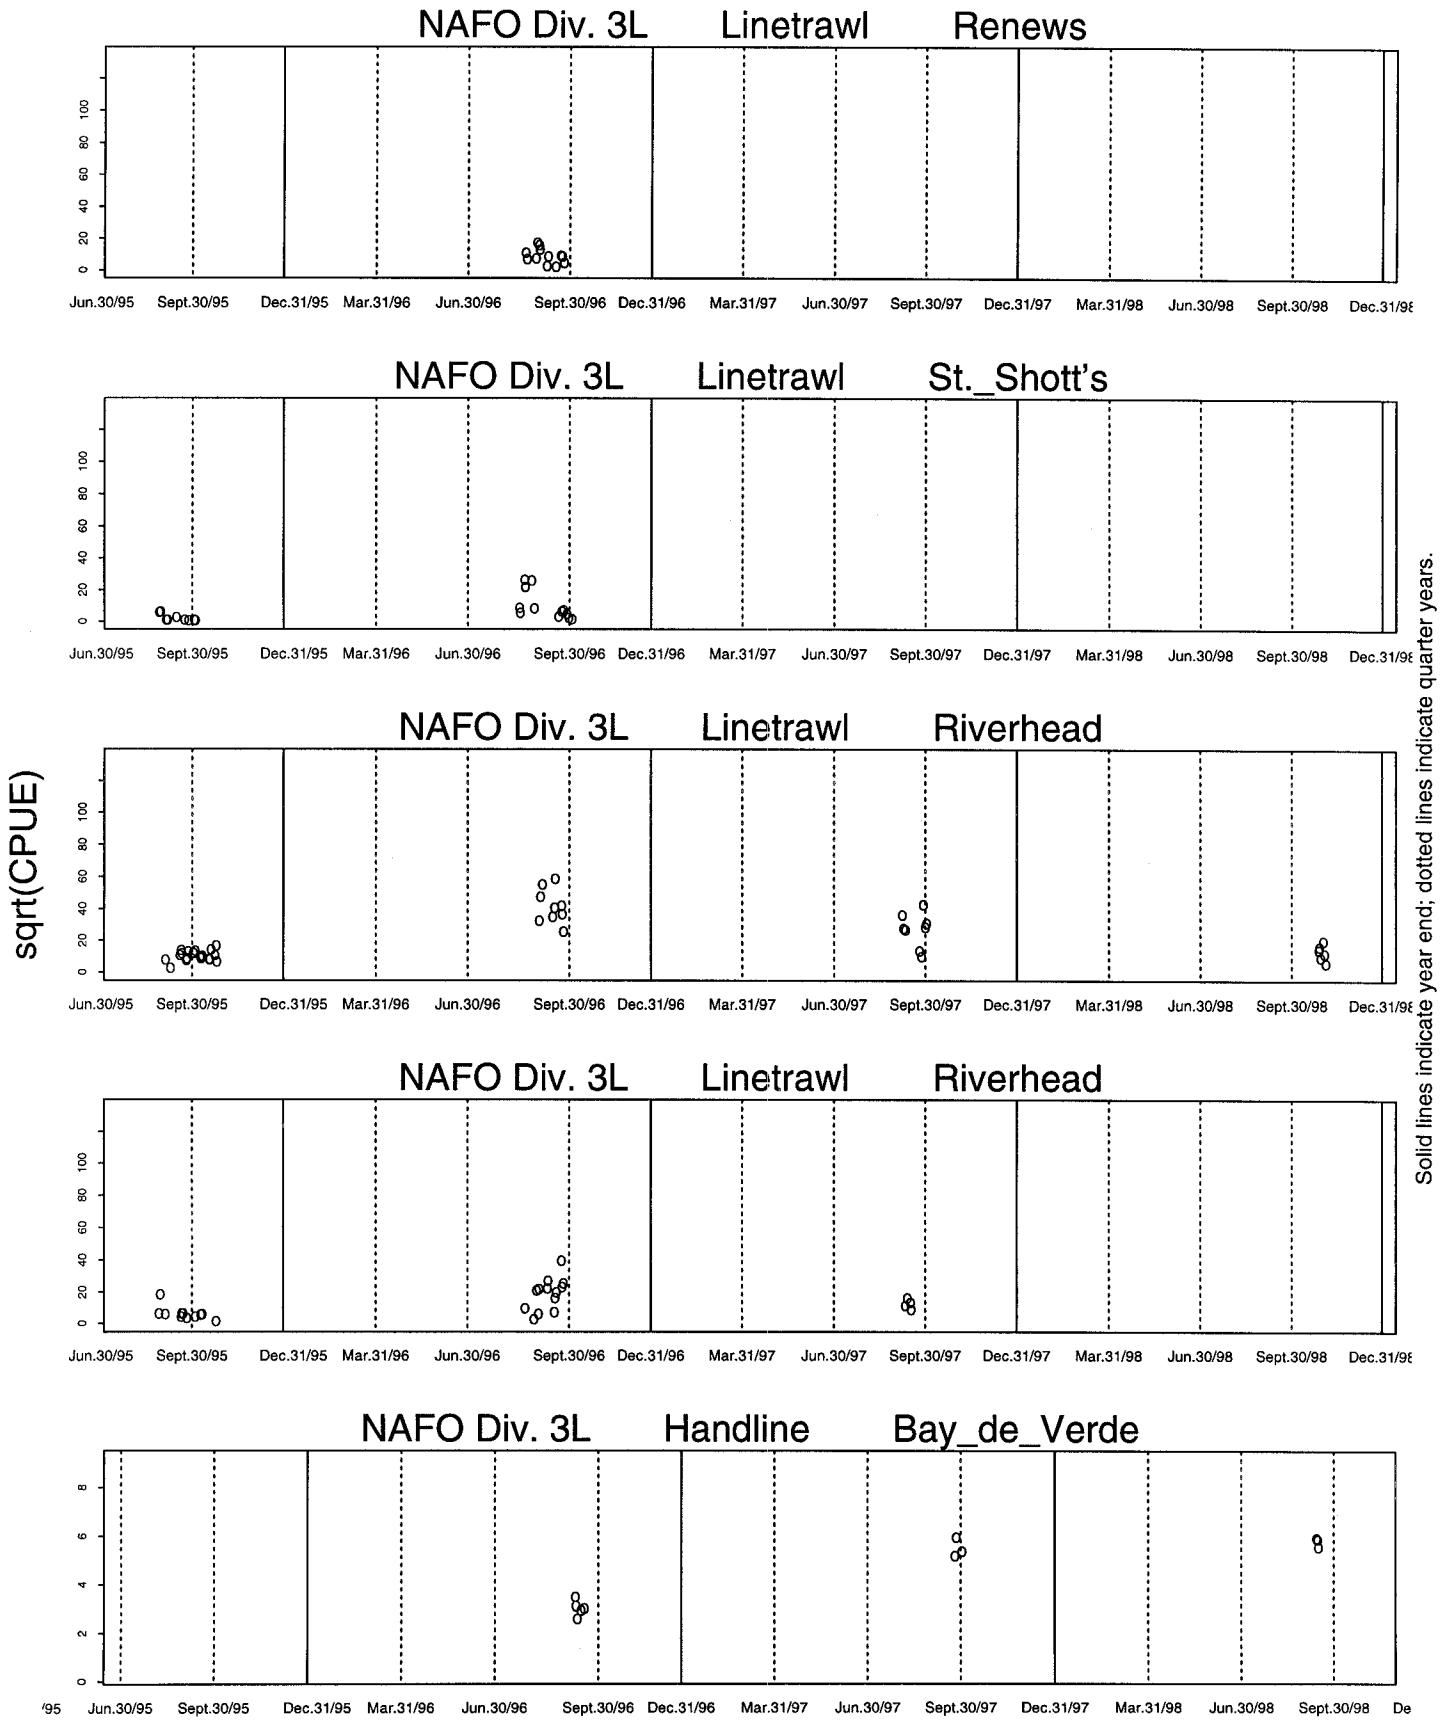 NAFO Div. 3L Linetrawl Renews
100
80
60
40
20
0
Jun.30/95 Sept.30/95 Dec.31/95 Mar.31/96 Jun.30/96 Sept.30/96 Dec.31/96 Mar.31/97 Jun.30/97 Sept.30/97 Dec.31/97 Mar.31/98 Jun.30/98 Sept.30/98 Dec.31/98
NAFO Div. 3L Linetrawl St._Shott's
100
80
60
40
20
0
Jun.30/95 Sept.30/95 Dec.31/95 Mar.31/96 Jun.30/96 Sept.30/96 Dec.31/96 Mar.31/97 Jun.30/97 Sept.30/97 Dec.31/97 Mar.31/98 Jun.30/98 Sept.30/98 Dec.31/98
NAFO Div. 3L Linetrawl Riverhead
sqrt(CPUE)
100
80
60
40
20
0
Jun.30/95 Sept.30/95 Dec.31/95 Mar.31/96 Jun.30/96 Sept.30/96 Dec.31/96 Mar.31/97 Jun.30/97 Sept.30/97 Dec.31/97 Mar.31/98 Jun.30/98 Sept.30/98 Dec.31/98
Solid lines indicate year end; dotted lines indicate quarter years.
NAFO Div. 3L Linetrawl Riverhead
100
80
60
40
20
0
Jun.30/95 Sept.30/95 Dec.31/95 Mar.31/96 Jun.30/96 Sept.30/96 Dec.31/96 Mar.31/97 Jun.30/97 Sept.30/97 Dec.31/97 Mar.31/98 Jun.30/98 Sept.30/98 Dec.31/98
NAFO Div. 3L Handline Bay_de_Verde
8
6
4
2
0
/95 Jun.30/95 Sept.30/95 Dec.31/95 Mar.31/96 Jun.30/96 Sept.30/96 Dec.31/96 Mar.31/97 Jun.30/97 Sept.30/97 Dec.31/97 Mar.31/98 Jun.30/98 Sept.30/98 De